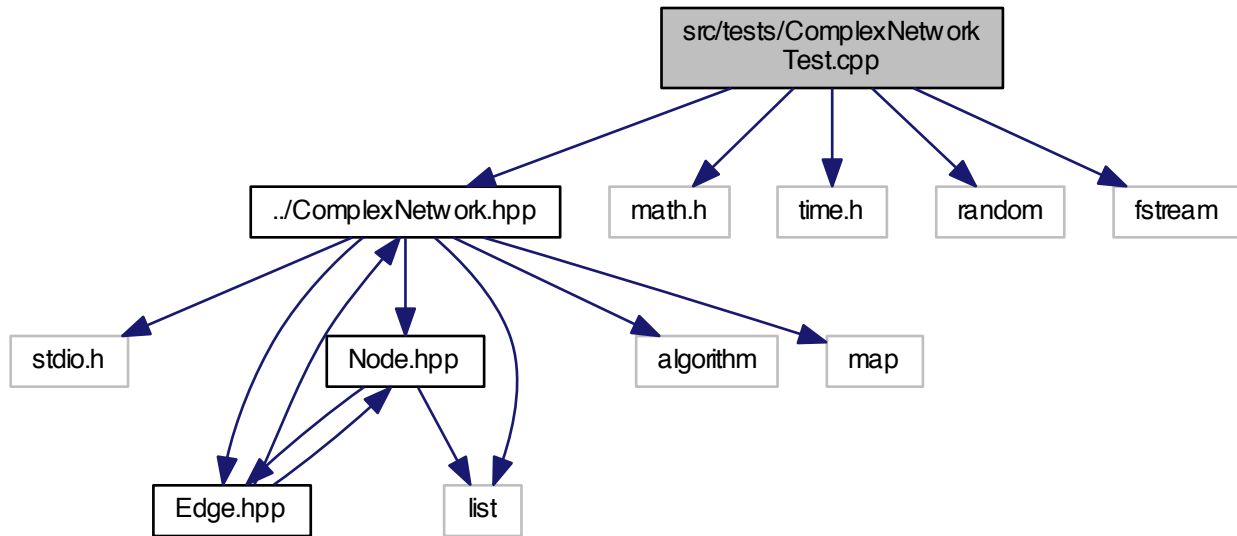 src/tests/ComplexNetwork
Test.cpp
../ComplexNetwork.hpp
math.h
time.h
random
fstream
stdio.h
Node.hpp
algorithm
map
Edge.hpp
list